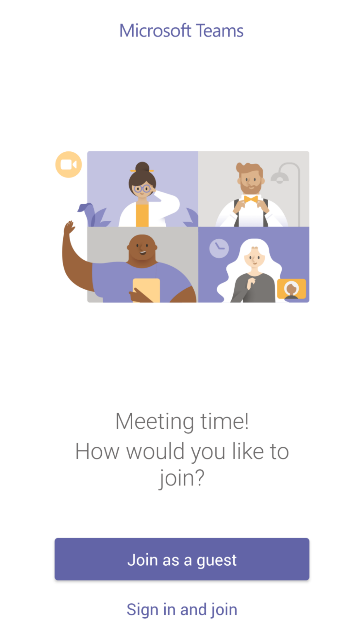 Microsoft Teams
Meeting time!
How would you like to
join?
Join as a guest
Sign in and join